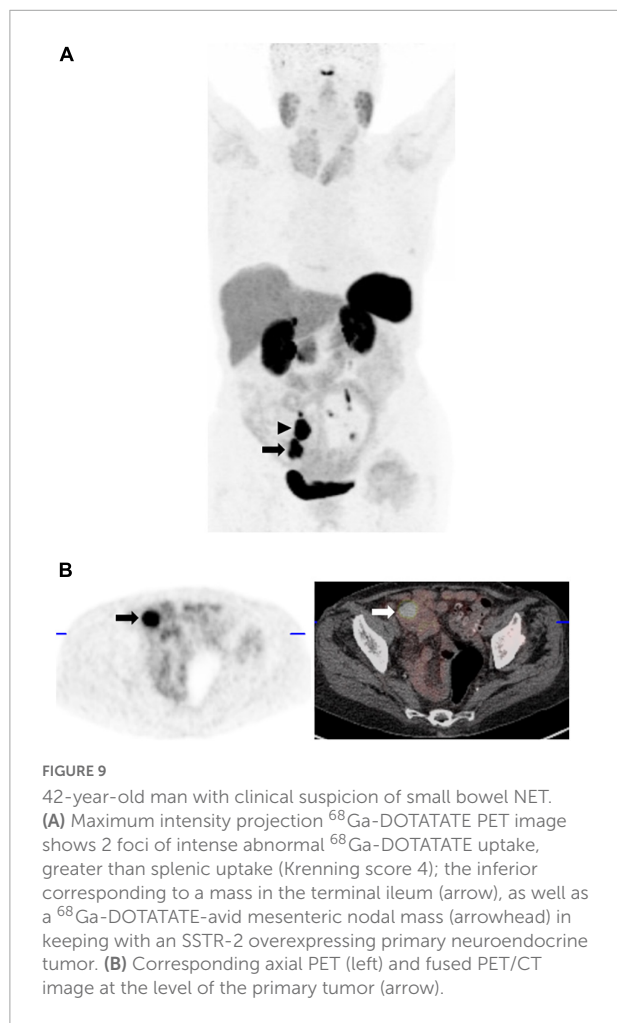 A
B
FIGURE 9
42-year-old man with clinical suspicion of small bowel NET.
(A) Maximum intensity projection ⁶⁸Ga-DOTATATE PET image
shows 2 foci of intense abnormal ⁶⁸Ga-DOTATATE uptake,
greater than splenic uptake (Krenning score 4); the inferior
corresponding to a mass in the terminal ileum (arrow), as well as
a ⁶⁸Ga-DOTATATE-avid mesenteric nodal mass (arrowhead) in
keeping with an SSTR-2 overexpressing primary neuroendocrine
tumor. (B) Corresponding axial PET (left) and fused PET/CT
image at the level of the primary tumor (arrow).